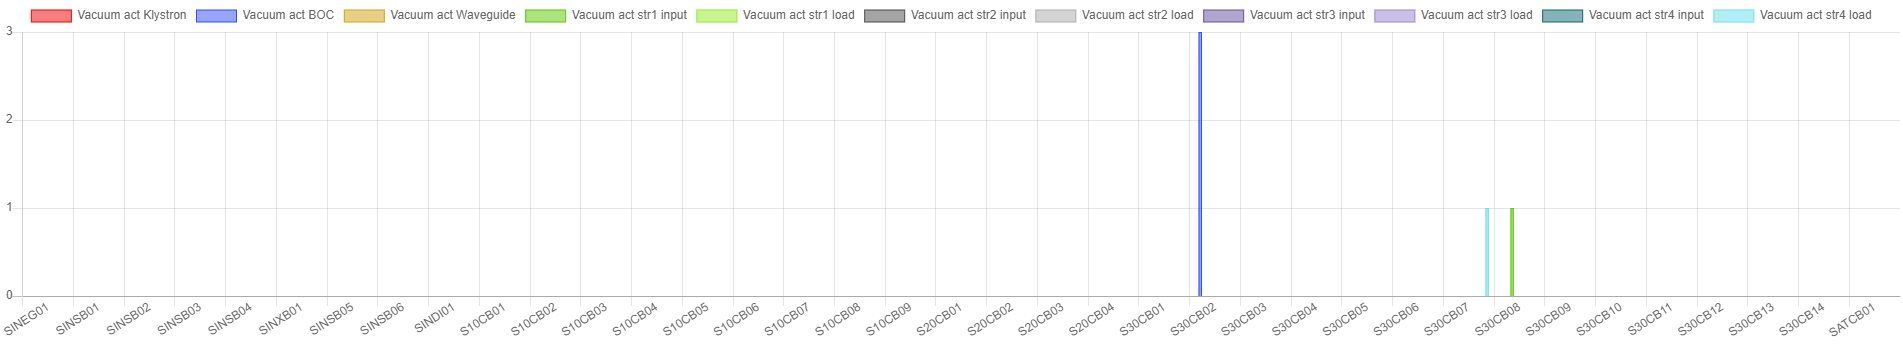 Vacuum act Klystron Vacuum act BOC Vacuum act Waveguide Vacuum act str1 input Vacuum act str1 load Vacuum act str2 input Vacuum act str2 load Vacuum act str3 input Vacuum act str3 load Vacuum act str4 input Vacuum act str4 load
3
2
1
0
SINEG01 SINSB01 SINSB02 SINSB03 SINSB04 SINXB01 SINSB05 SINSB06 SINDI01 S10CB01 S10CB02 S10CB03 S10CB04 S10CB05 S10CB06 S10CB07 S10CB08 S10CB09 S20CB01 S20CB02 S20CB03 S20CB04 S30CB01 S30CB02 S30CB03 S30CB04 S30CB05 S30CB06 S30CB07 S30CB08 S30CB09 S30CB10 S30CB11 S30CB12 S30CB13 S30CB14 SATCB01